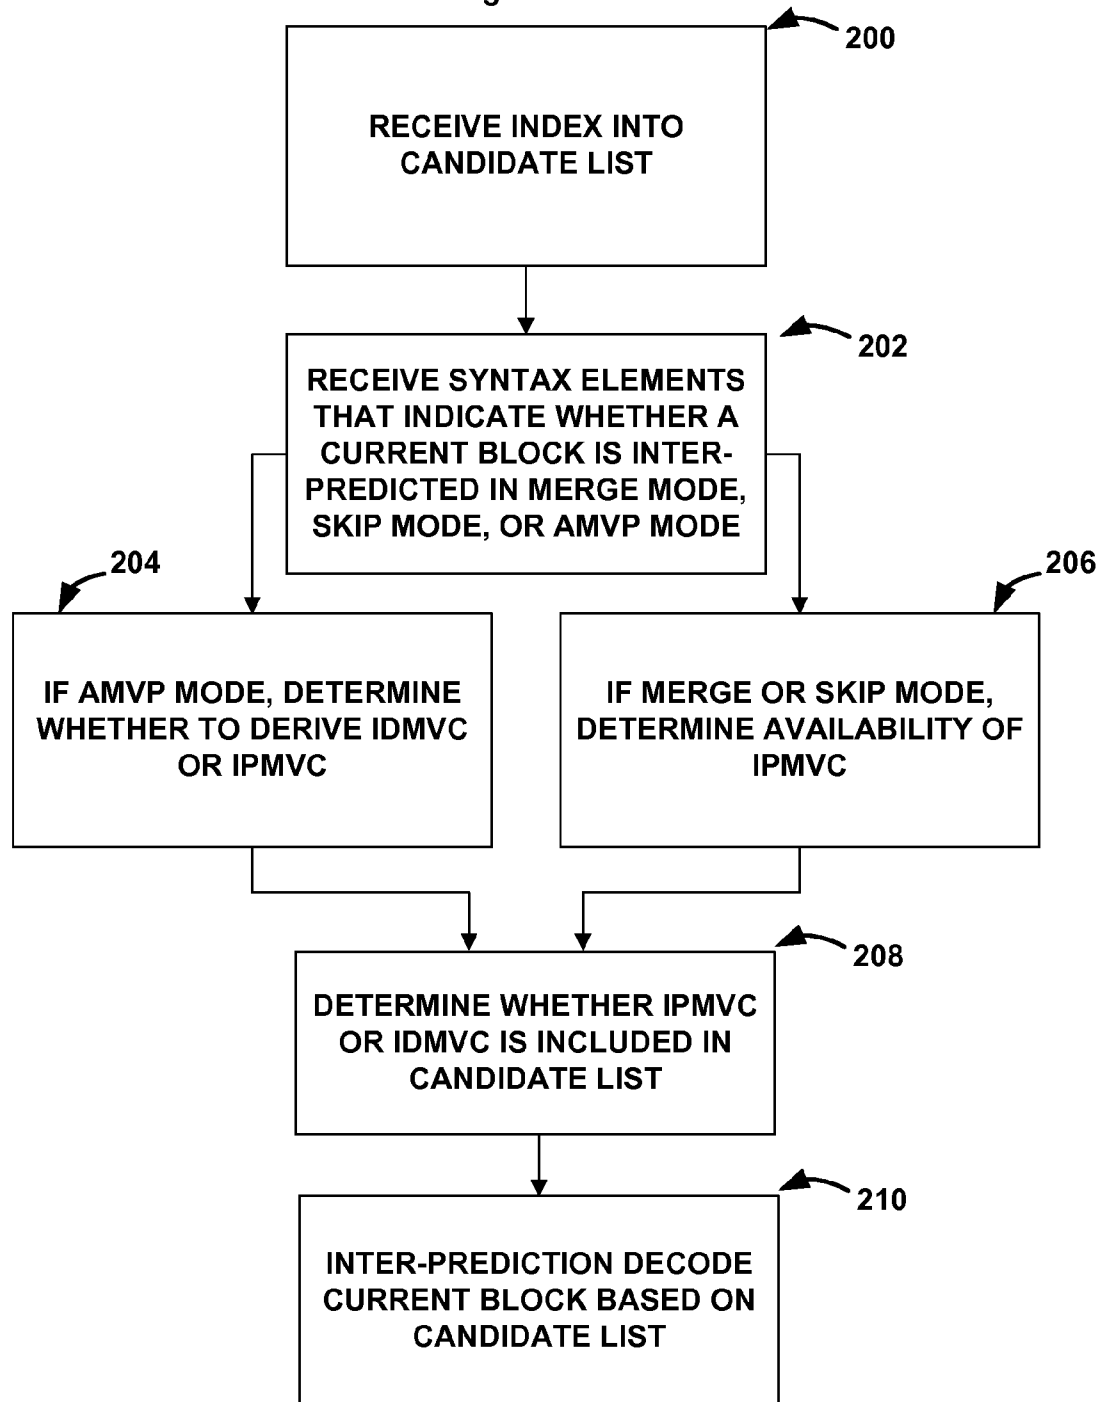 200
RECEIVE INDEX INTO
CANDIDATE LIST
202
RECEIVE SYNTAX ELEMENTS
THAT INDICATE WHETHER A
CURRENT BLOCK IS INTER-
PREDICTED IN MERGE MODE,
SKIP MODE, OR AMVP MODE
204
IF AMVP MODE, DETERMINE
WHETHER TO DERIVE IDMVC
OR IPMVC
206
IF MERGE OR SKIP MODE,
DETERMINE AVAILABILITY OF
IPMVC
208
DETERMINE WHETHER IPMVC
OR IDMVC IS INCLUDED IN
CANDIDATE LIST
210
INTER-PREDICTION DECODE
CURRENT BLOCK BASED ON
CANDIDATE LIST